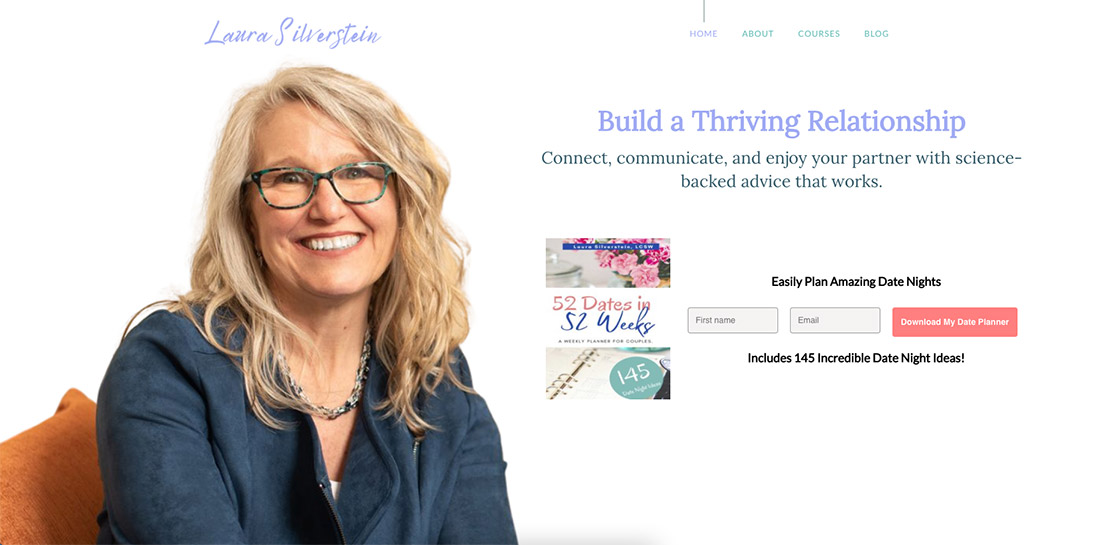 Laura Silverstein
HOME ABOUT COURSES BLOG
Build a Thriving Relationship
Connect, communicate, and enjoy your partner with science-
backed advice that works.
Laura Silverstein, LCSW
52 Dates in
52 Weeks
A WEEKLY PLANNER FOR COUPLES.
145
Date Night Ideas
Easily Plan Amazing Date Nights
First name Email Download My Date Planner
Includes 145 Incredible Date Night Ideas!